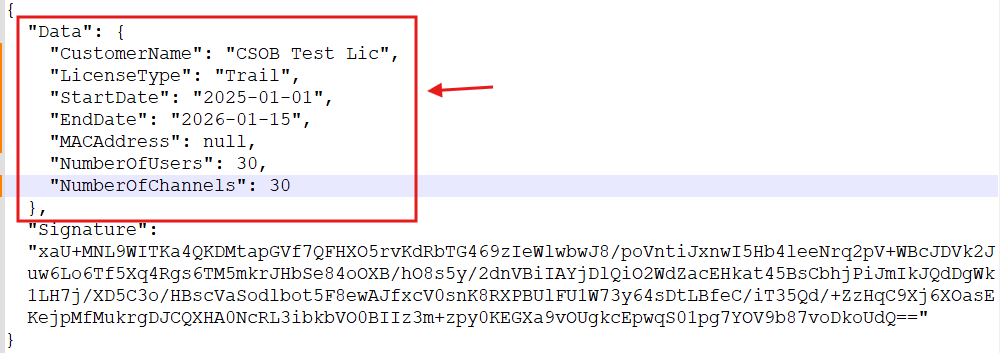 {
"Data": {
"CustomerName": "CSOB Test Lic",
"LicenseType": "Trail",
"StartDate": "2025-01-01",
"EndDate": "2026-01-15",
"MACAddress": null,
"NumberOfUsers": 30,
"NumberOfChannels": 30
},
"Signature":
"xaU+MNL9WITKa4QKDMtapGVf7QFHXO5rvKdRbTG469zIeWlwbwJ8/poVntiJxnwI5Hb4leeNrq2pV+WBcJDVk2J
uw6Lo6Tf5Xq4Rgs6TM5mkrJHbSe84oOXB/hO8s5y/2dnVBiIAYjDlQiO2WdZacEHkat45BsCbhjPiJmIkJQdDgWk
1LH7j/XD5C3o/HBscVaSodlbot5F8ewAJfxcV0snK8RXPBUlFU1W73y64sDtLBfeC/iT35Qd/+ZzHqC9Xj6XOasE
KejpMfMukrgDJCQXHA0NcRL3ibkbVO0BIIz3m+zpy0KEGXa9vOUgkcEpwqS01pg7YOV9b87voDkoUdQ=="
}